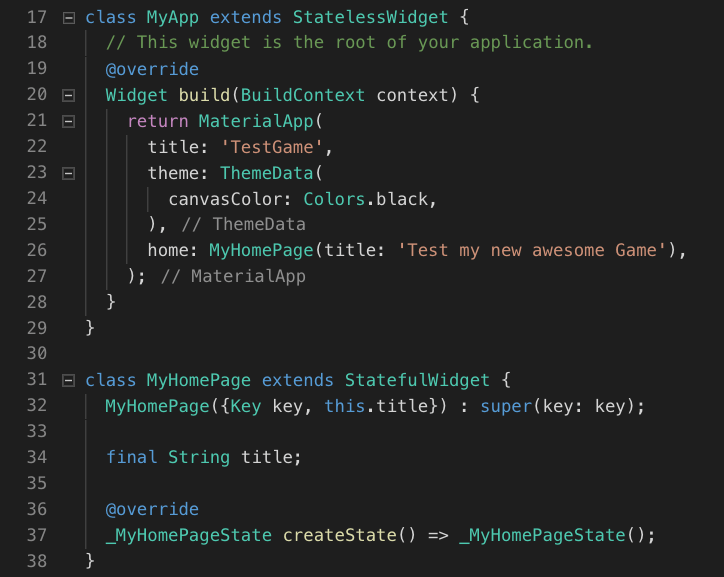 17 class MyApp extends StatelessWidget {
18 // This widget is the root of your application.
19 @override
20 Widget build(BuildContext context) {
21 return MaterialApp(
22 title: 'TestGame',
23 theme: ThemeData(
24 canvasColor: Colors.black,
25 ), // ThemeData
26 home: MyHomePage(title: 'Test my new awesome Game'),
27 ); // MaterialApp
28 }
29 }
30
31 class MyHomePage extends StatefulWidget {
32 MyHomePage({Key key, this.title}) : super(key: key);
33
34 final String title;
35
36 @override
37 _MyHomePageState createState() => _MyHomePageState();
38 }